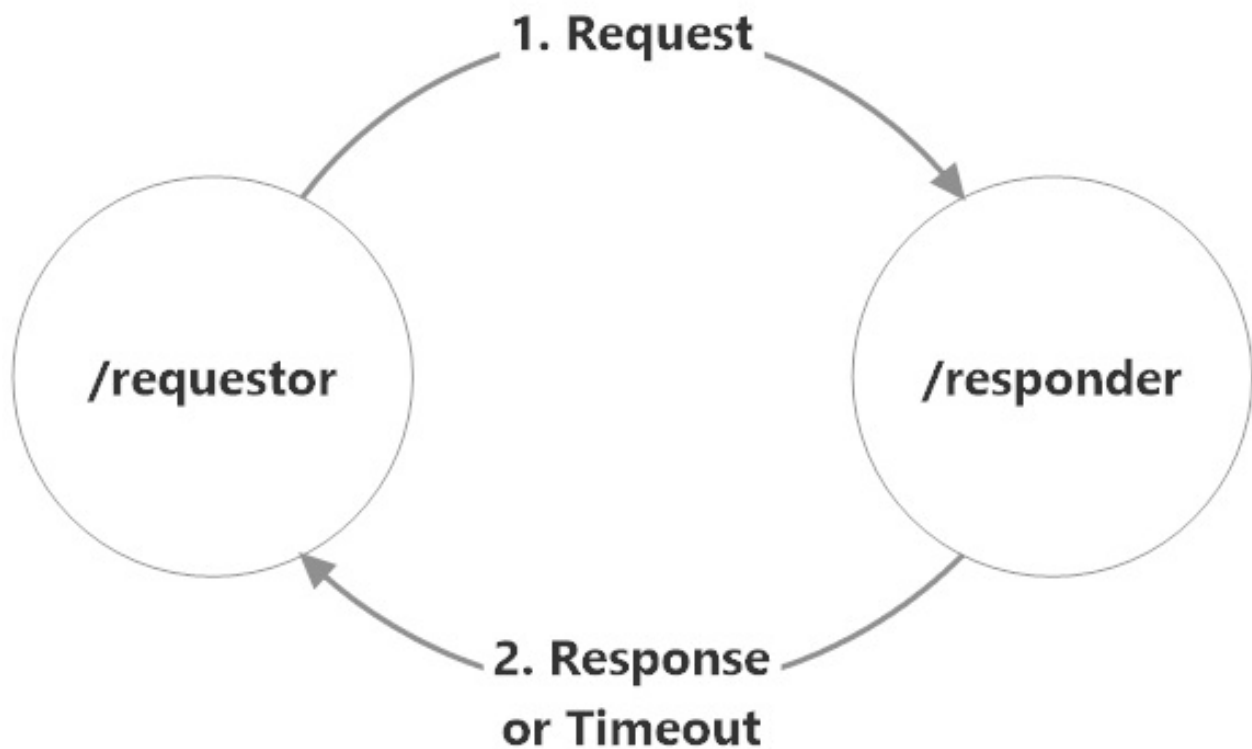 1. Request
/requestor
/responder
2. Response
or Timeout